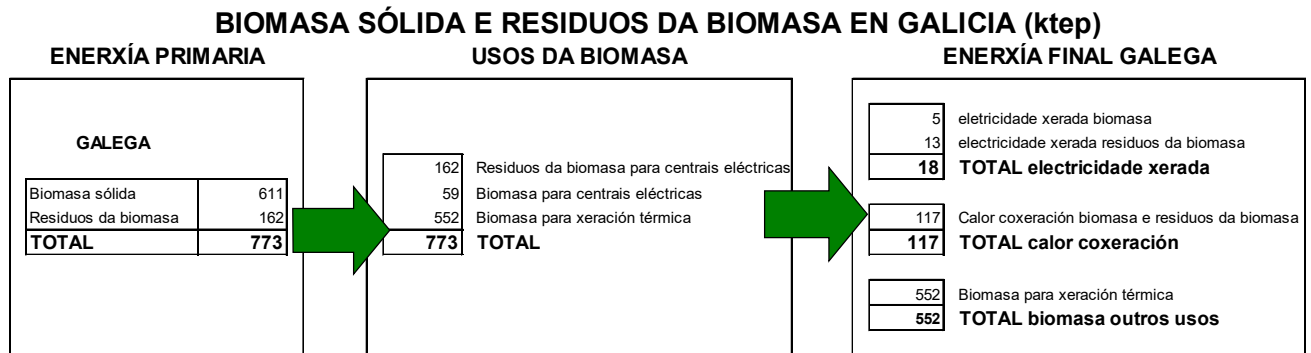 BIOMASA SÓLIDA E RESIDUOS DA BIOMASA EN GALICIA (ktep)
ENERXÍA PRIMARIA
GALEGA
Biomasa sólida 611
Residuos da biomasa 162
TOTAL 773
USOS DA BIOMASA
162 Residuos da biomasa para centrais eléctricas
59 Biomasa para centrais eléctricas
552 Biomasa para xeración térmica
773 TOTAL
ENERXÍA FINAL GALEGA
5 eletricidade xerada biomasa
13 electricidade xerada residuos da biomasa
18 TOTAL electricidade xerada
117 Calor coxeración biomasa e residuos da biomasa
117 TOTAL calor coxeración
552 Biomasa para xeración térmica
552 TOTAL biomasa outros usos